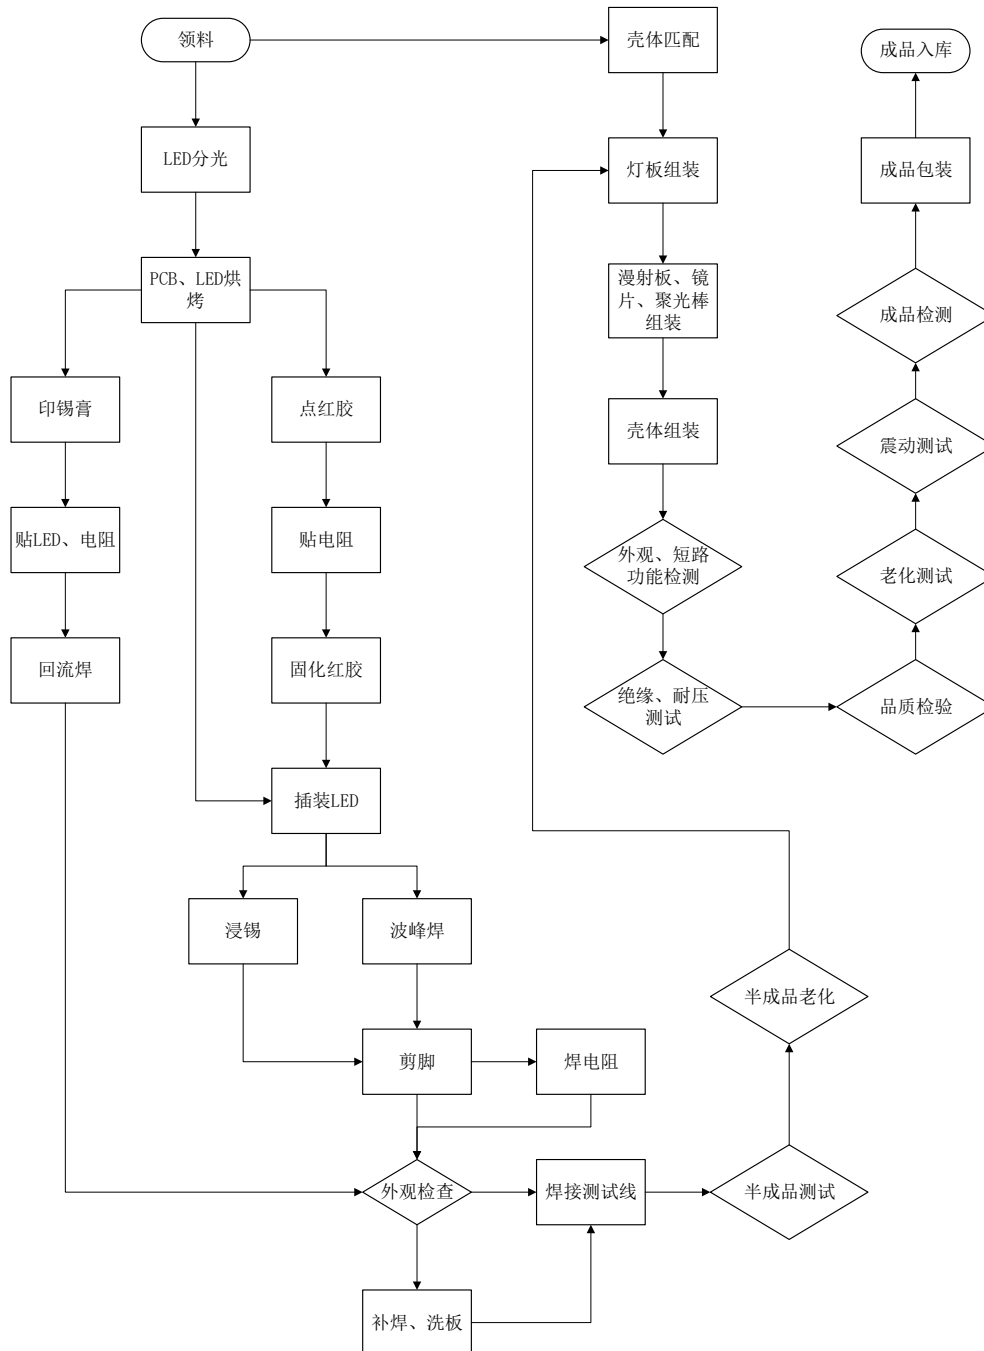 领料
壳体匹配
成品入库
LED分光
灯板组装
成品包装
PCB、LED烘
烤
漫射板、镜
片、聚光棒
组装
成品检测
印锡膏
点红胶
壳体组装
震动测试
贴LED、电阻
贴电阻
外观、短路
功能检测
老化测试
回流焊
固化红胶
绝缘、耐压
测试
品质检验
插装LED
浸锡
波峰焊
半成品老化
剪脚
焊电阻
外观检查
焊接测试线
半成品测试
补焊、洗板